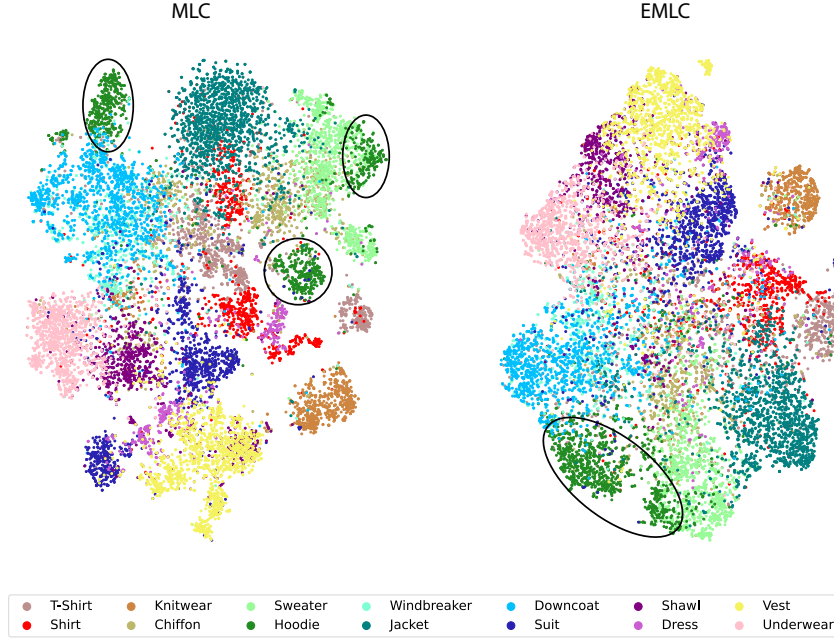 MLC EMLC
T-Shirt Knitwear Sweater Windbreaker Downcoat Shawl Vest
Shirt Chiffon Hoodie Jacket Suit Dress Underwear